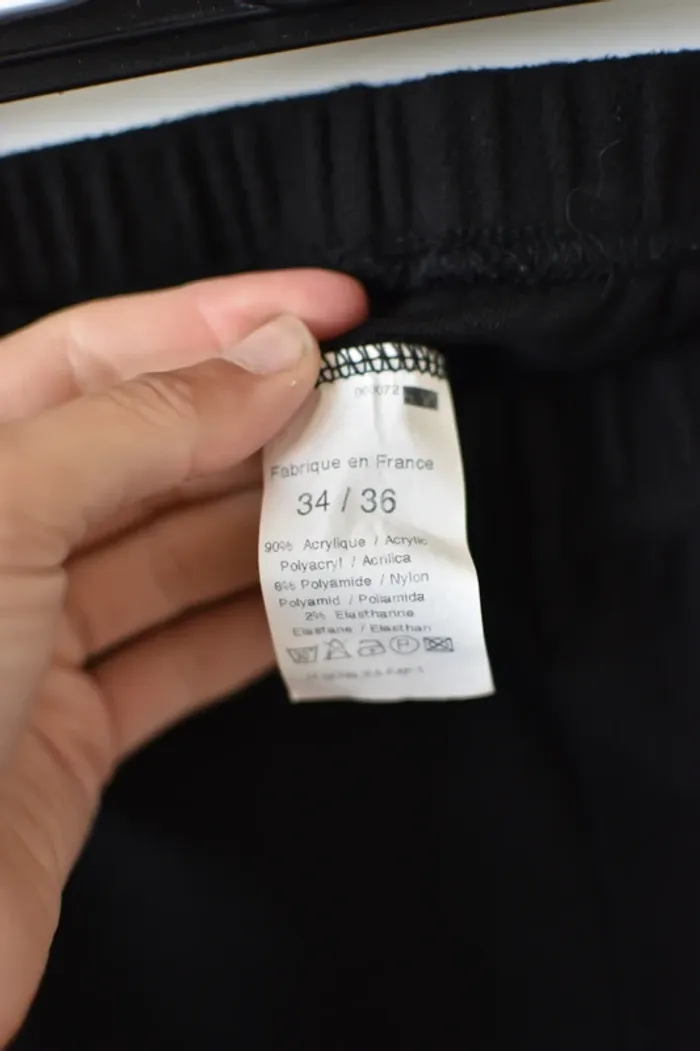 Fabrique en France
34 / 36
90% Acrylique / Acrylic
Polyacryl / Acrilica
8% Polyamide / Nylon
Polyamid / Poliamida
2% Elasthanne
Elastane / Elasthan